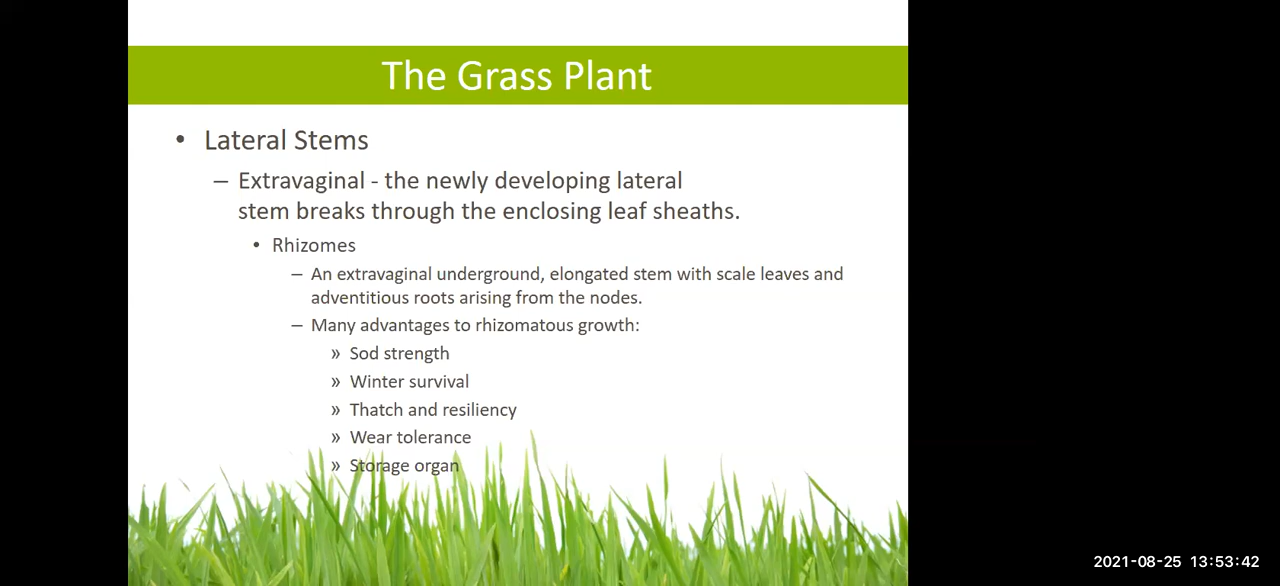 The Grass Plant
• Lateral Stems
– Extravaginal - the newly developing lateral
stem breaks through the enclosing leaf sheaths.
• Rhizomes
– An extravaginal underground, elongated stem with scale leaves and
adventitious roots arising from the nodes.
– Many advantages to rhizomatous growth:
» Sod strength
» Winter survival
» Thatch and resiliency
» Wear tolerance
» Storage organ
2021-08-25 13:53:42